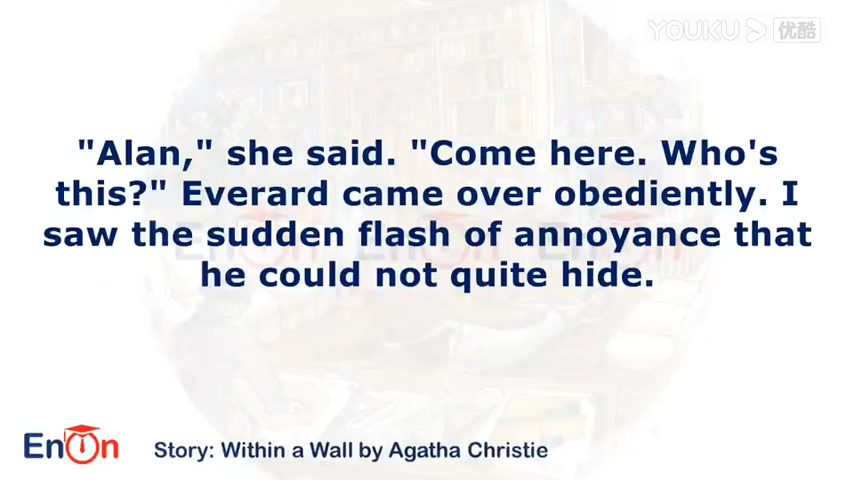 YOUKU 优酷
"Alan," she said. "Come here. Who's
this?" Everard came over obediently. I
saw the sudden flash of annoyance that
he could not quite hide.
EnOn
Story: Within a Wall by Agatha Christie